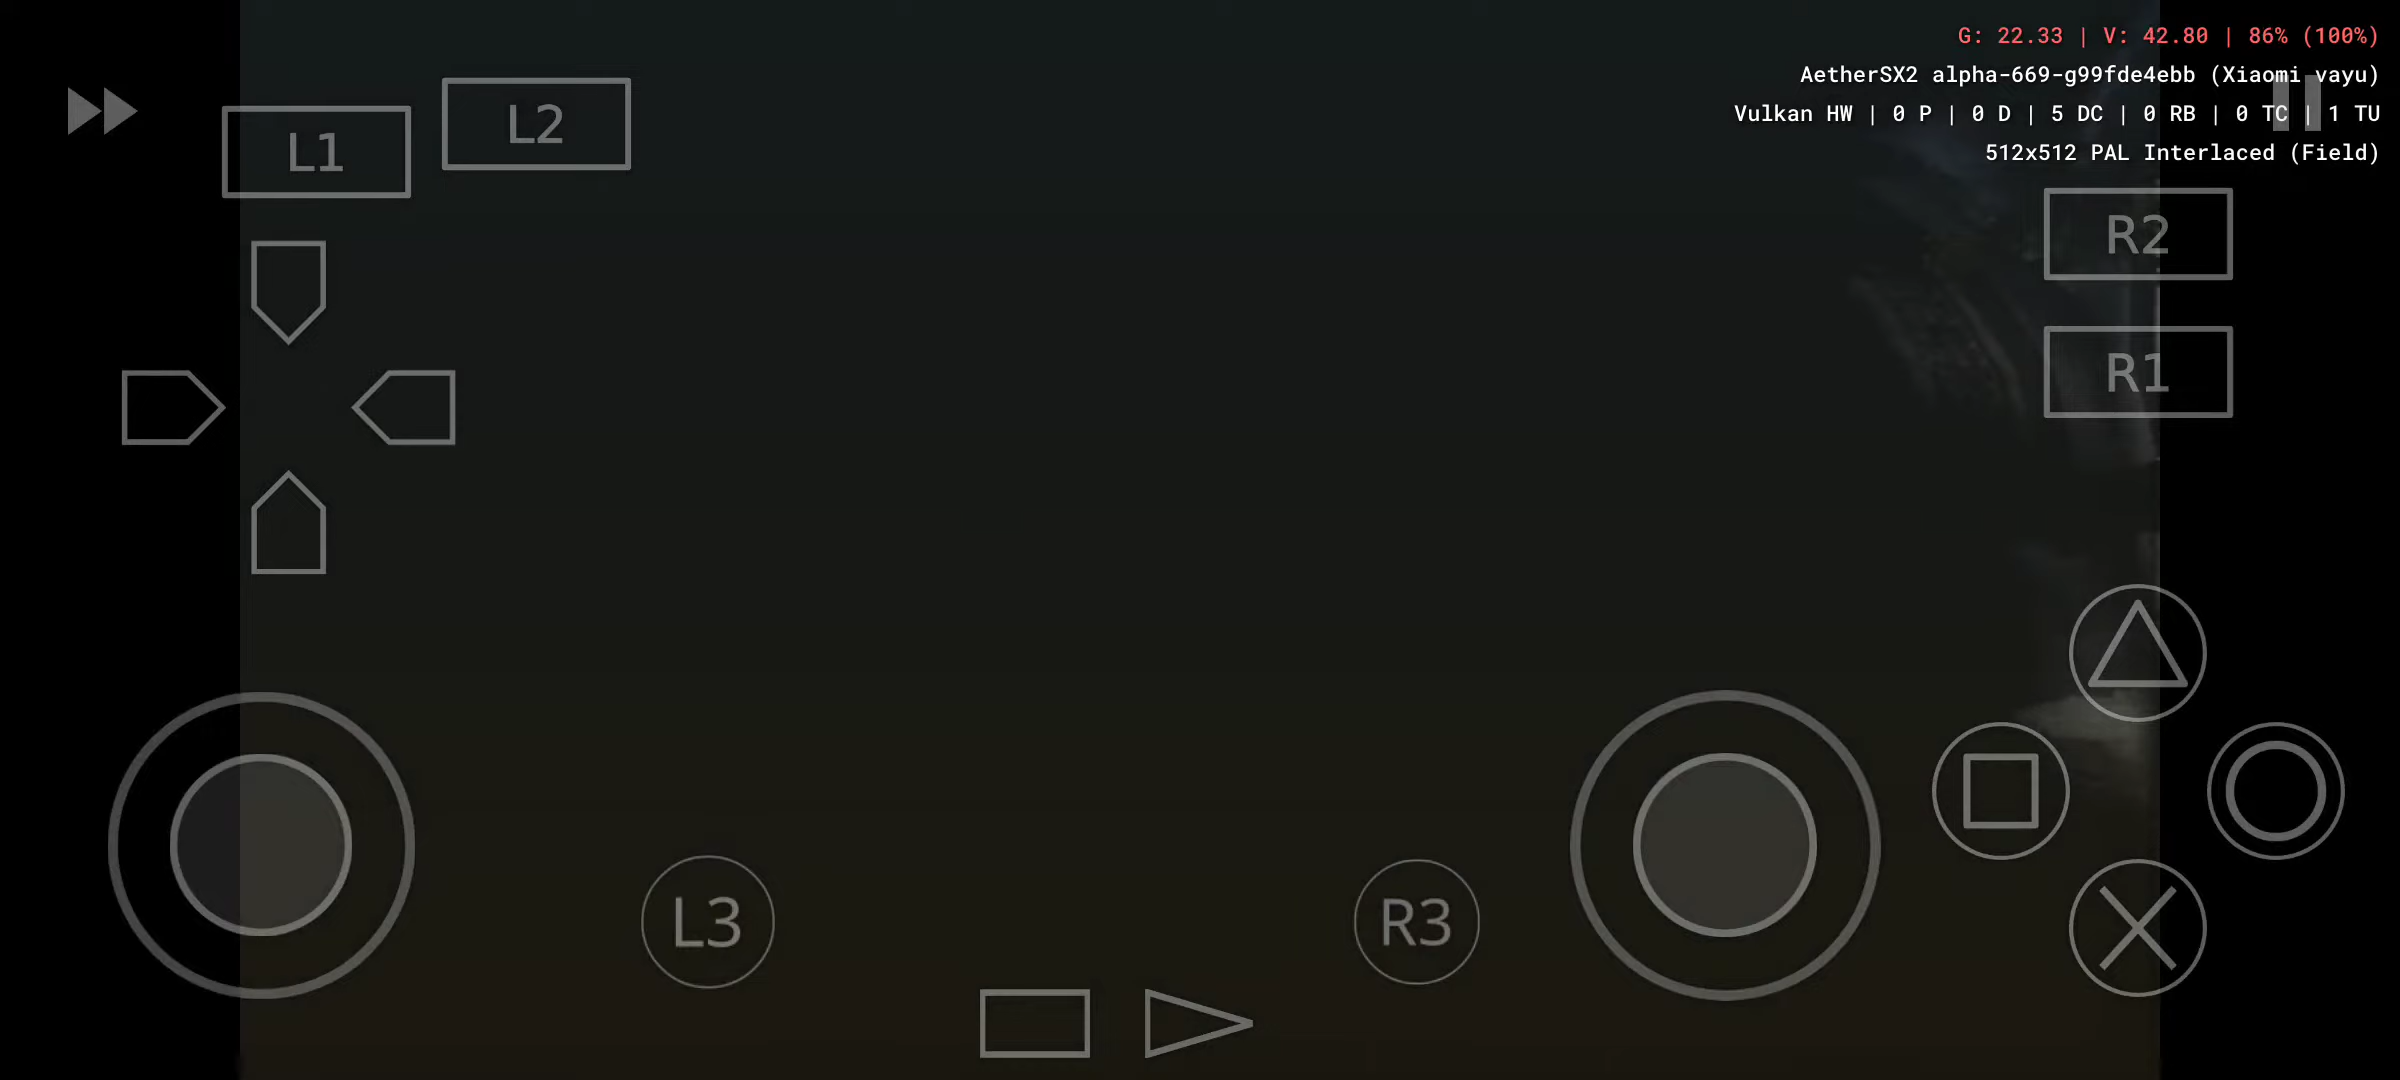 G: 22.33 | V: 42.80 | 86% (100%)
AetherSX2 alpha-669-g99fde4ebb (Xiaomi vayu)
Vulkan HW | 0 P | 0 D | 5 DC | 0 RB | 0 TC | 1 TU
512x512 PAL Interlaced (Field)
L1
L2
R2
R1
L3
R3